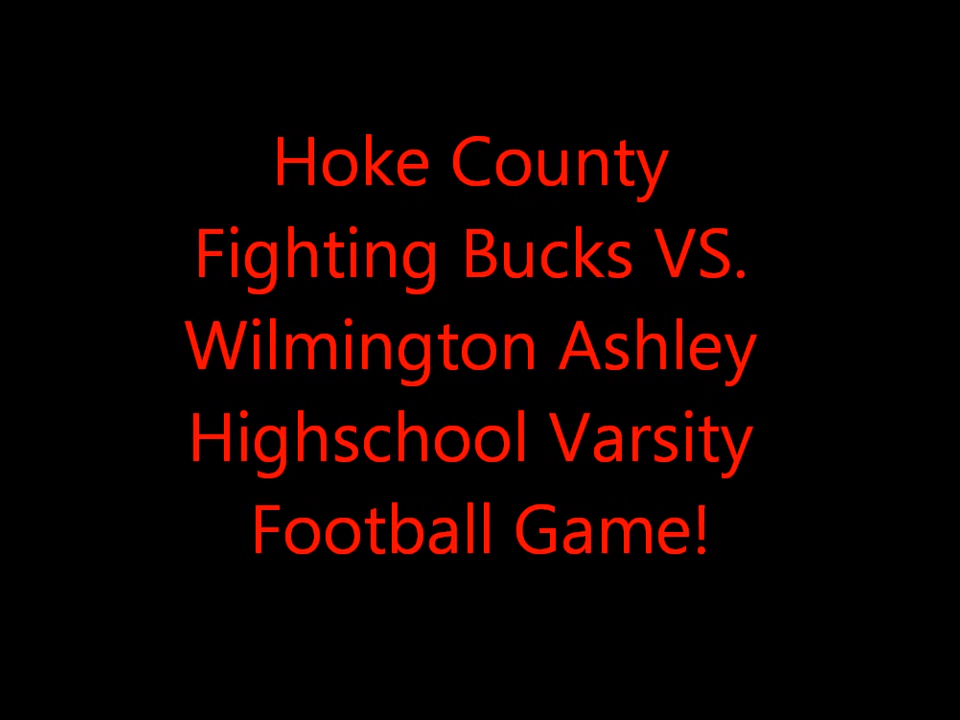 Hoke County
Fighting Bucks VS.
Wilmington Ashley
Highschool Varsity
Football Game!